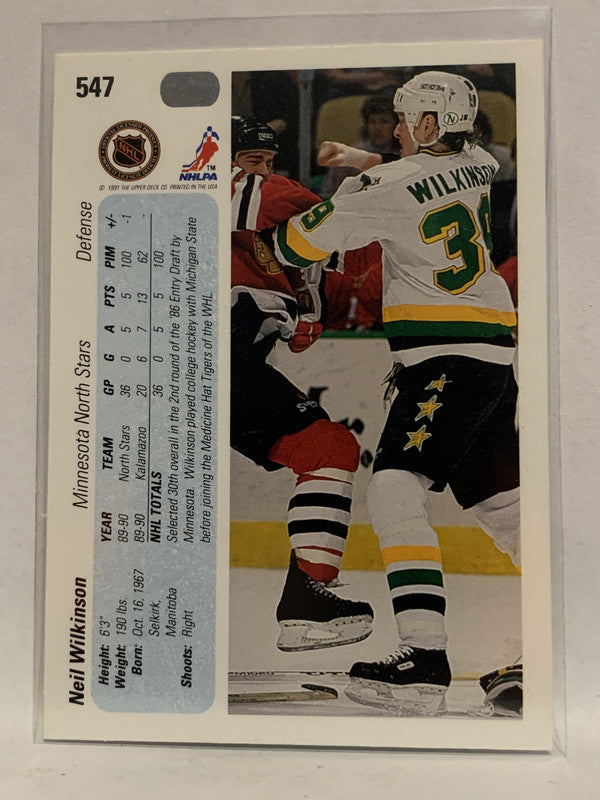 547
NHL
NHLPA
TM
© 1991 THE UPPER DECK CO. PRINTED IN THE USA
Neil Wilkinson Minnesota North Stars Defense
Height: 6'3"
Weight: 190 lbs.
Born: Oct. 16, 1967
Selkirk,
Manitoba
Shoots: Right
YEAR TEAM GP G A PTS PIM +/-
89-90 North Stars 36 0 5 5 100 -1
89-90 Kalamazoo 20 6 7 13 62 -
NHL TOTALS 36 0 5 5 100
Selected 30th overall in the 2nd round of the '86 Entry Draft by
Minnesota. Wilkinson played college hockey with Michigan State
before joining the Medicine Hat Tigers of the WHL.
WILKINSON
39
39